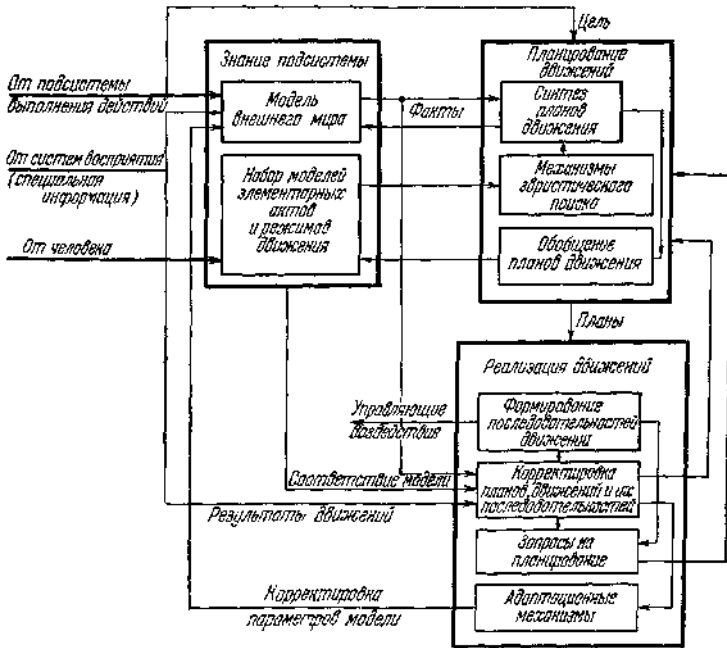 Цель
Знание подсистемы
Планирование
движений
От подсистемы
выполнения действий
Модель
внешнего мира
Факты
Синтез
планов
движения
От систем восприятия
(специальная
информация)
Набор моделей
элементарных
актов
и режимов
движения
Механизмы
эвристического
поиска
От человека
Обобщение
планов движения
Планы
Реализация движений
Управляющие
воздействия
Формирование
последовательностей
движений
Соответствие модели
Корректировка
планов движений и их
последовательностей
Результаты движений
Запросы на
планирование
Корректировка
параметров модели
Адаптационные
механизмы